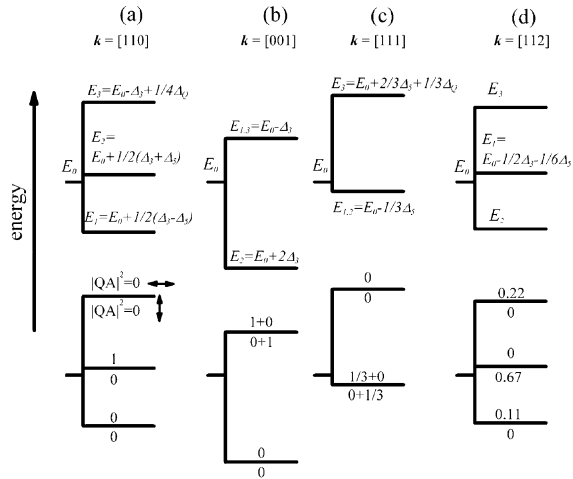 (a)
k = [110]
(b)
k = [001]
(c)
k = [111]
(d)
k = [112]
energy
E₀
E₃=E₀-Δ₃+1/4Δ_Q
E₂=
E₀+1/2(Δ₃+Δ₅)
E₁=E₀+1/2(Δ₃-Δ₅)
E₀
E₁,₃=E₀-Δ₃
E₂=E₀+2Δ₃
E₀
E₃=E₀+2/3Δ₅+1/3Δ_Q
E₁,₂=E₀-1/3Δ₅
E₀
E₃
E₁=
E₀-1/2Δ₃-1/6Δ₅
E₂
|QA|²=0
|QA|²=0
1
0
0
0
1+0
0+1
0
0
0
0
1/3+0
0+1/3
0.22
0
0
0.67
0.11
0